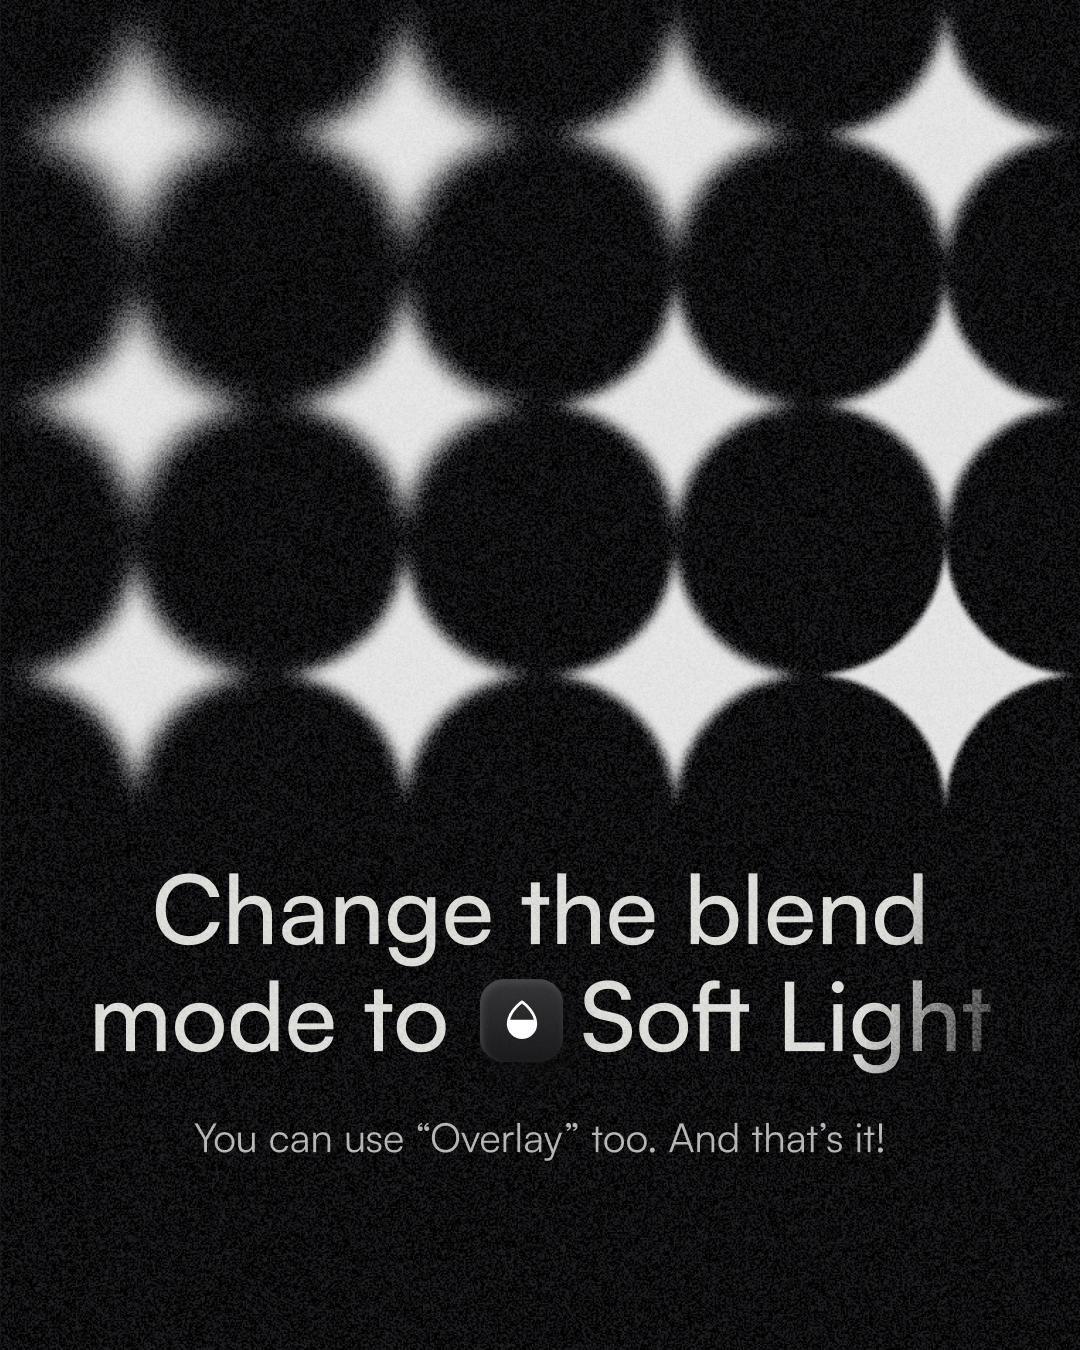 Change the blend
mode to Soft Light
You can use “Overlay” too. And that’s it!